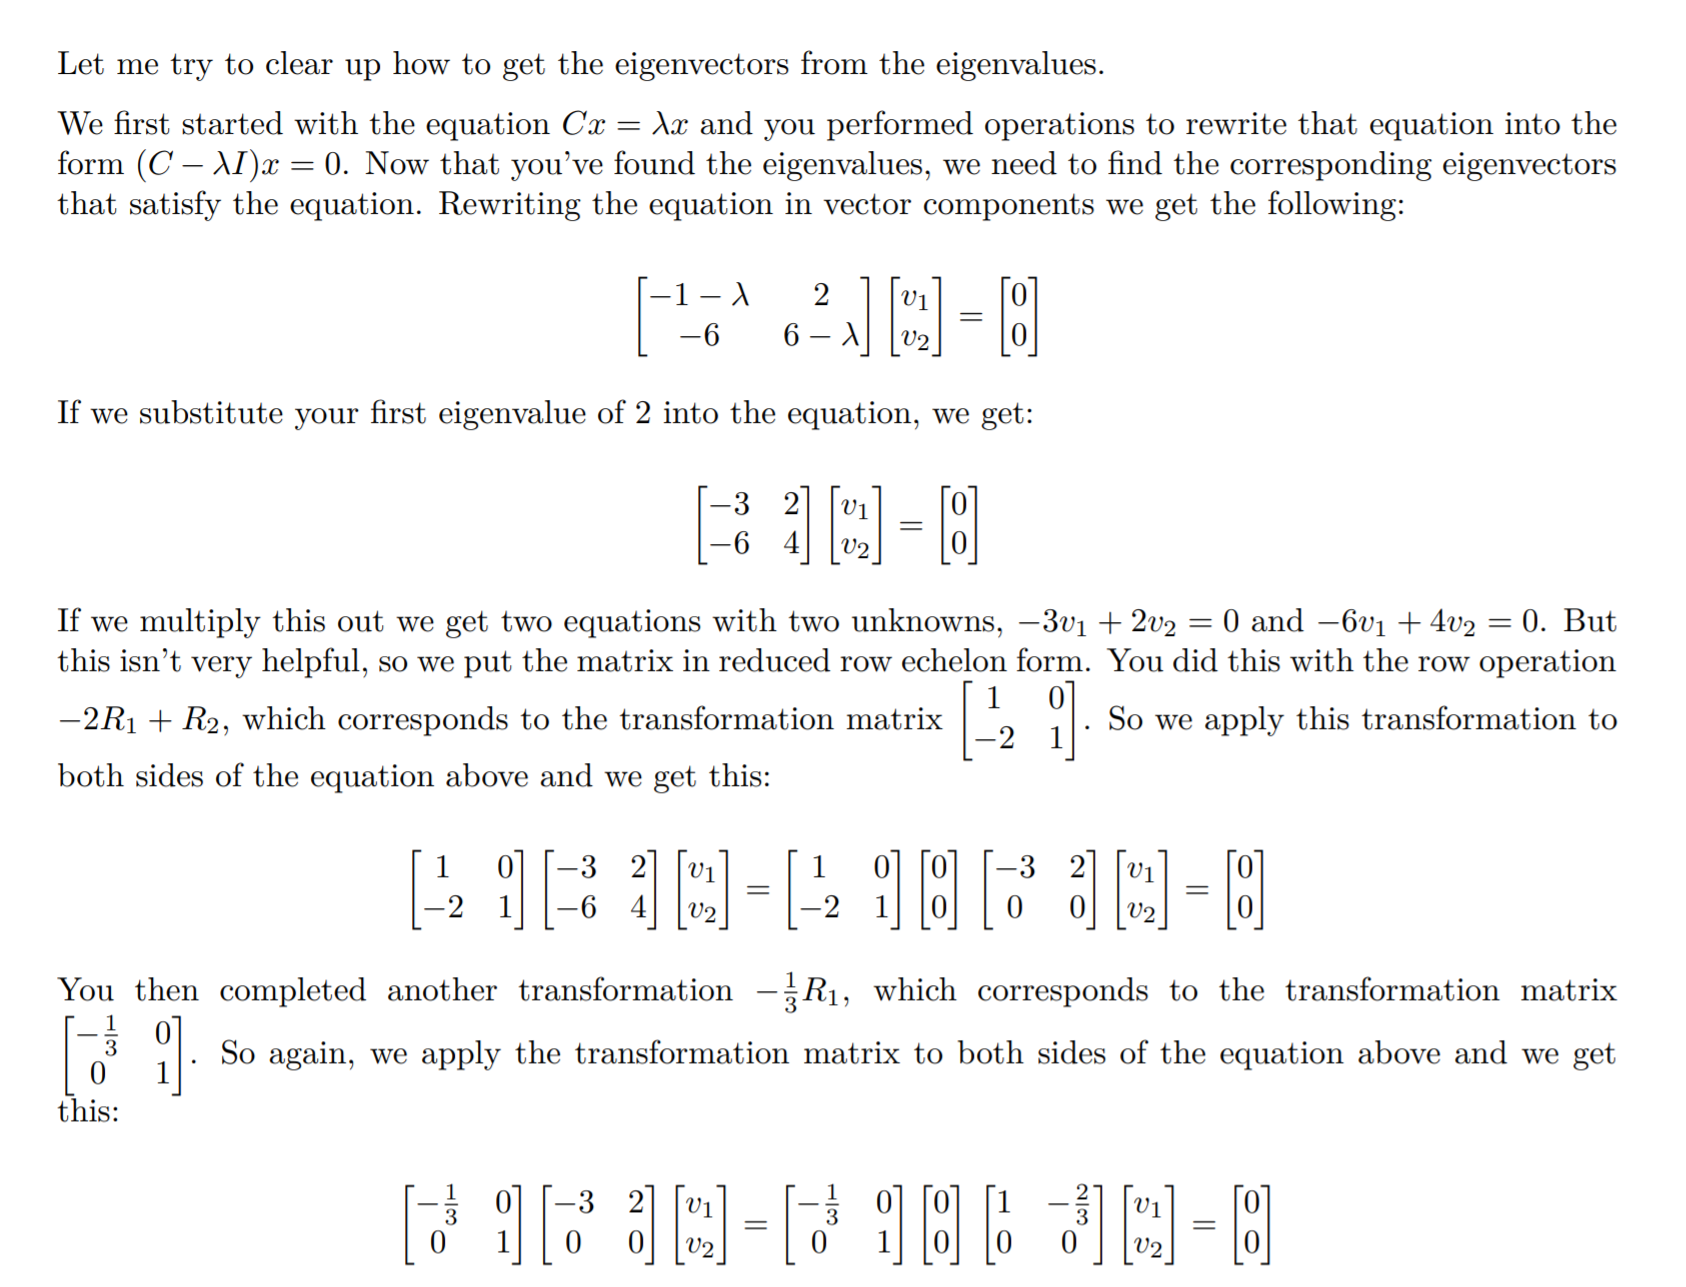 Let me try to clear up how to get the eigenvectors from the eigenvalues.
We first started with the equation $Cx = \lambda x$ and you performed operations to rewrite that equation into the
form $(C - \lambda I)x = 0$. Now that you've found the eigenvalues, we need to find the corresponding eigenvectors
that satisfy the equation. Rewriting the equation in vector components we get the following:
$\begin{bmatrix} -1 - \lambda & 2 \\ -6 & 6 - \lambda \end{bmatrix} \begin{bmatrix} v_1 \\ v_2 \end{bmatrix} = \begin{bmatrix} 0 \\ 0 \end{bmatrix}$
If we substitute your first eigenvalue of 2 into the equation, we get:
$\begin{bmatrix} -3 & 2 \\ -6 & 4 \end{bmatrix} \begin{bmatrix} v_1 \\ v_2 \end{bmatrix} = \begin{bmatrix} 0 \\ 0 \end{bmatrix}$
If we multiply this out we get two equations with two unknowns, $-3v_1 + 2v_2 = 0$ and $-6v_1 + 4v_2 = 0$. But
this isn't very helpful, so we put the matrix in reduced row echelon form. You did this with the row operation
$-2R_1 + R_2$, which corresponds to the transformation matrix $\begin{bmatrix} 1 & 0 \\ -2 & 1 \end{bmatrix}$. So we apply this transformation to
both sides of the equation above and we get this:
$\begin{bmatrix} 1 & 0 \\ -2 & 1 \end{bmatrix} \begin{bmatrix} -3 & 2 \\ -6 & 4 \end{bmatrix} \begin{bmatrix} v_1 \\ v_2 \end{bmatrix} = \begin{bmatrix} 1 & 0 \\ -2 & 1 \end{bmatrix} \begin{bmatrix} 0 \\ 0 \end{bmatrix} \begin{bmatrix} -3 & 2 \\ 0 & 0 \end{bmatrix} \begin{bmatrix} v_1 \\ v_2 \end{bmatrix} = \begin{bmatrix} 0 \\ 0 \end{bmatrix}$
You then completed another transformation $-\frac{1}{3}R_1$, which corresponds to the transformation matrix
$\begin{bmatrix} -\frac{1}{3} & 0 \\ 0 & 1 \end{bmatrix}$. So again, we apply the transformation matrix to both sides of the equation above and we get
this:
$\begin{bmatrix} -\frac{1}{3} & 0 \\ 0 & 1 \end{bmatrix} \begin{bmatrix} -3 & 2 \\ 0 & 0 \end{bmatrix} \begin{bmatrix} v_1 \\ v_2 \end{bmatrix} = \begin{bmatrix} -\frac{1}{3} & 0 \\ 0 & 1 \end{bmatrix} \begin{bmatrix} 0 \\ 0 \end{bmatrix} \begin{bmatrix} 1 & -\frac{2}{3} \\ 0 & 0 \end{bmatrix} \begin{bmatrix} v_1 \\ v_2 \end{bmatrix} = \begin{bmatrix} 0 \\ 0 \end{bmatrix}$